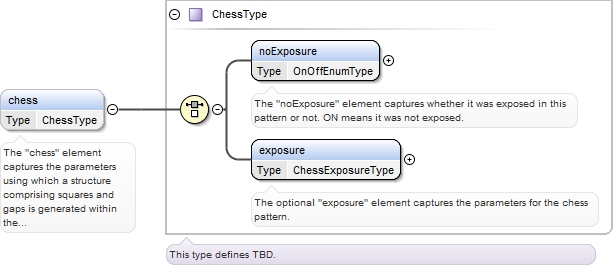 ChessType
noExposure
Type OnOffEnumType
The "noExposure" element captures whether it was exposed in this
pattern or not. ON means it was not exposed.
chess
Type ChessType
The "chess" element
captures the parameters
using which a structure
comprising squares and
gaps is generated within
the...
exposure
Type ChessExposureType
The optional "exposure" element captures the parameters for the chess
pattern.
This type defines TBD.